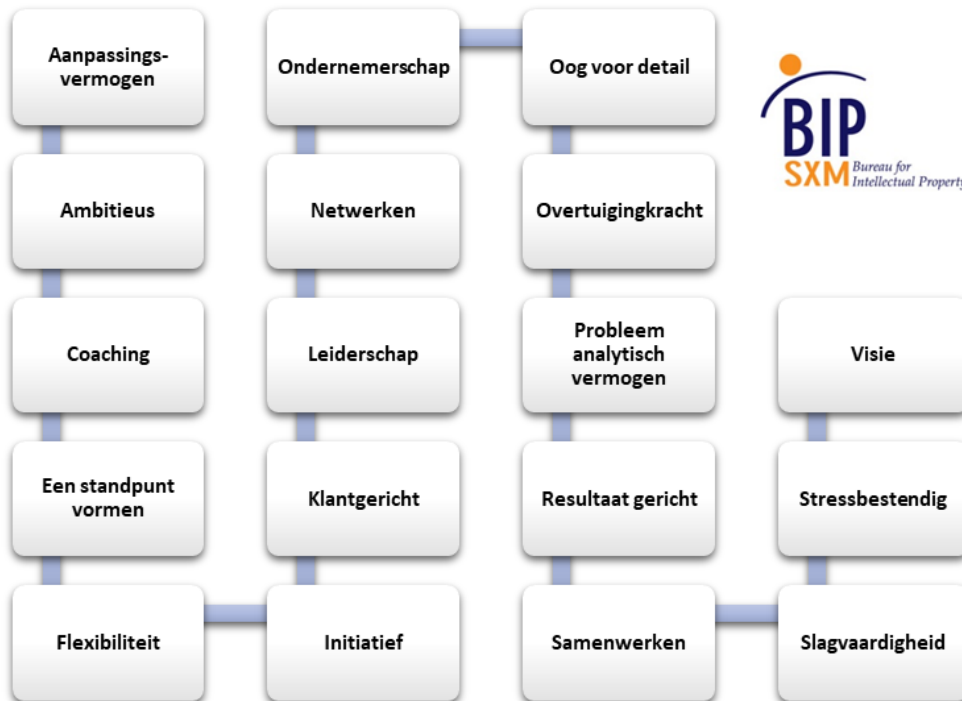 Aanpassings-
vermogen
Ambitieus
Coaching
Een standpunt
vormen
Flexibiliteit
Initiatief
Klantgericht
Leiderschap
Netwerken
Ondernemerschap
Oog voor detail
Overtuigingkracht
Probleem
analytisch
vermogen
Resultaat gericht
Samenwerken
Slagvaardigheid
Stressbestendig
Visie
BIP
SXM Bureau for
Intellectual Property